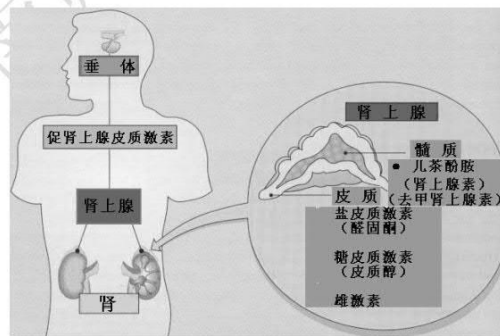 垂 体
促肾上腺皮质激素
肾上腺
肾
肾上腺
髓 质
儿茶酚胺
(肾上腺素)
(去甲肾上腺素)
皮 质
盐皮质激素
(醛固酮)
糖皮质激素
(皮质醇)
雄激素